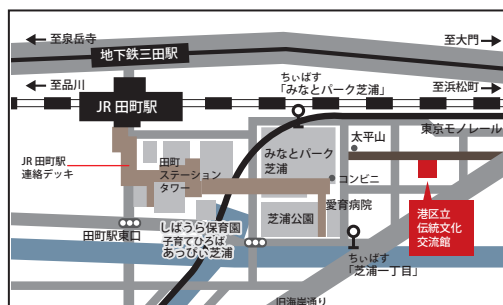 至泉岳寺
地下鉄三田駅
至大門
至品川
JR 田町駅
ちぃばす
「みなとパーク芝浦」
至浜松町
東京モノレール
太平山
みなとパーク
芝浦
JR 田町駅
連絡デッキ
田町
ステーション
タワー
コンビニ
愛育病院
芝浦公園
港区立
伝統文化
交流館
田町駅東口
しばうら保育園
子育てひろば
あっぴぃ芝浦
ちぃばす
「芝浦一丁目」
旧海岸通り